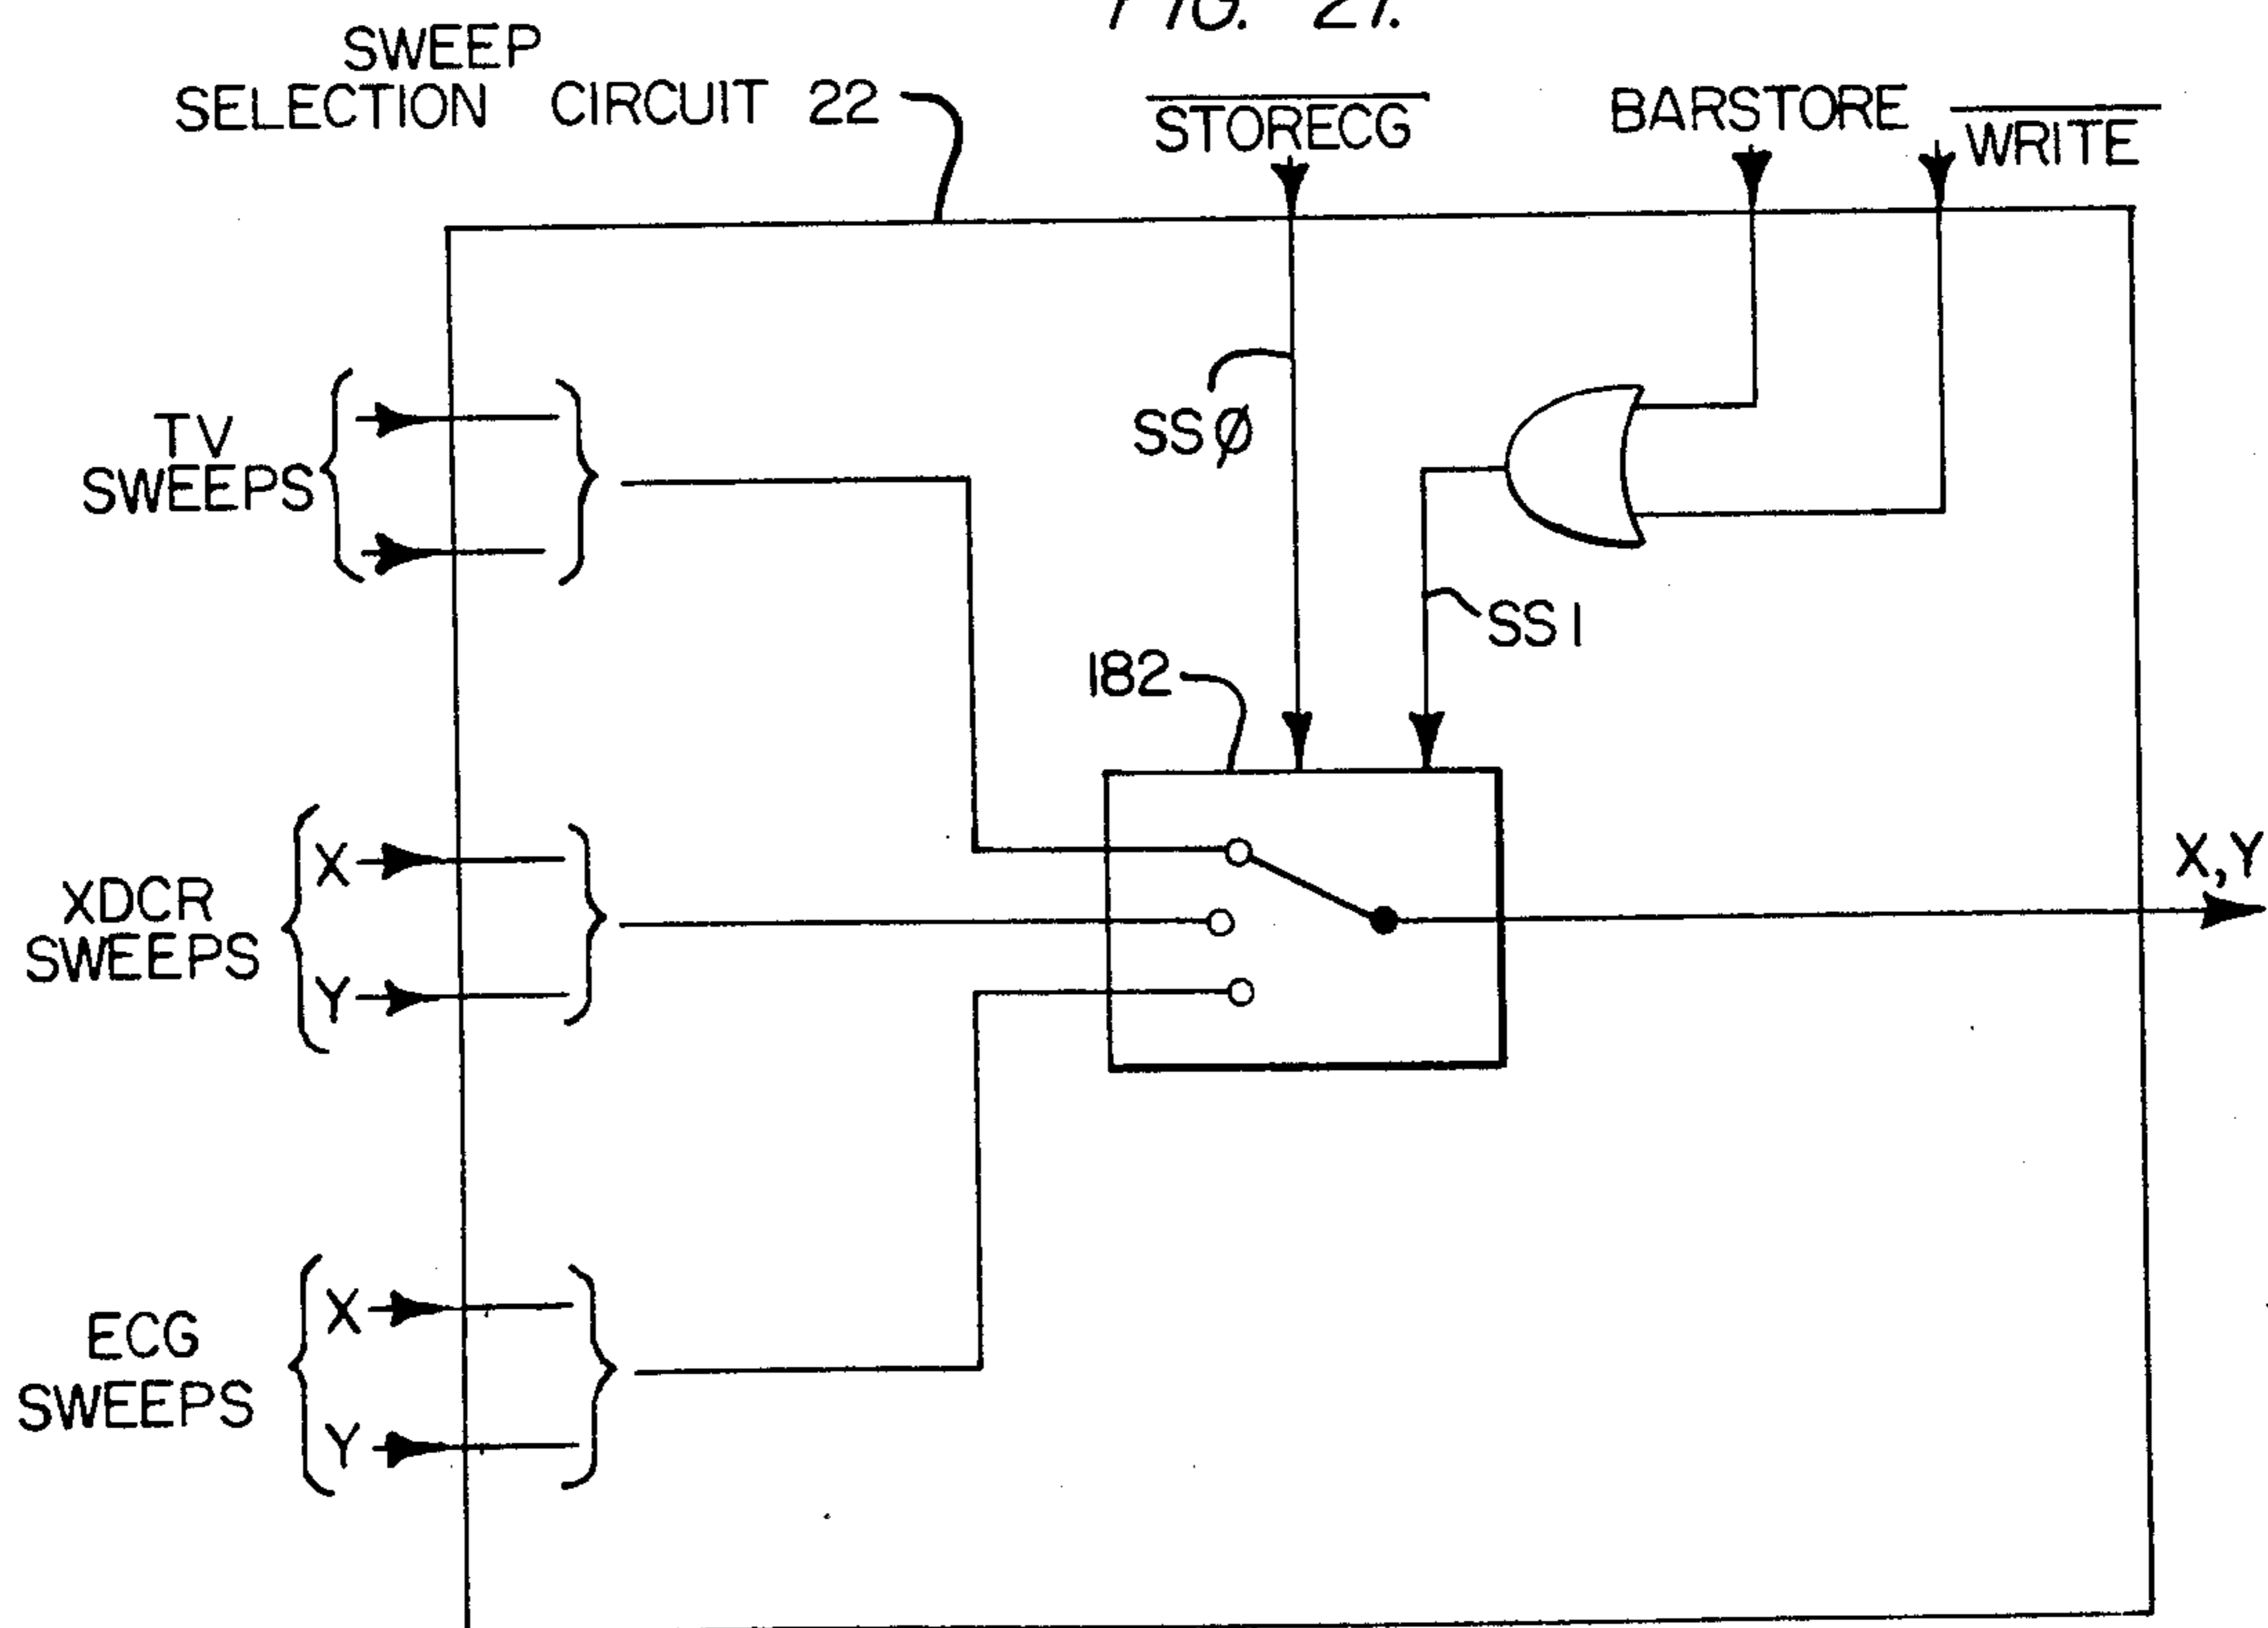 FIG. 21.
SWEEP
SELECTION CIRCUIT 22
STORECG
BARSTORE
WRITE
SSØ
TV
SWEEPS
SS1
182
X
XDCR
SWEEPS
Y
X,Y
X
ECG
SWEEPS
Y